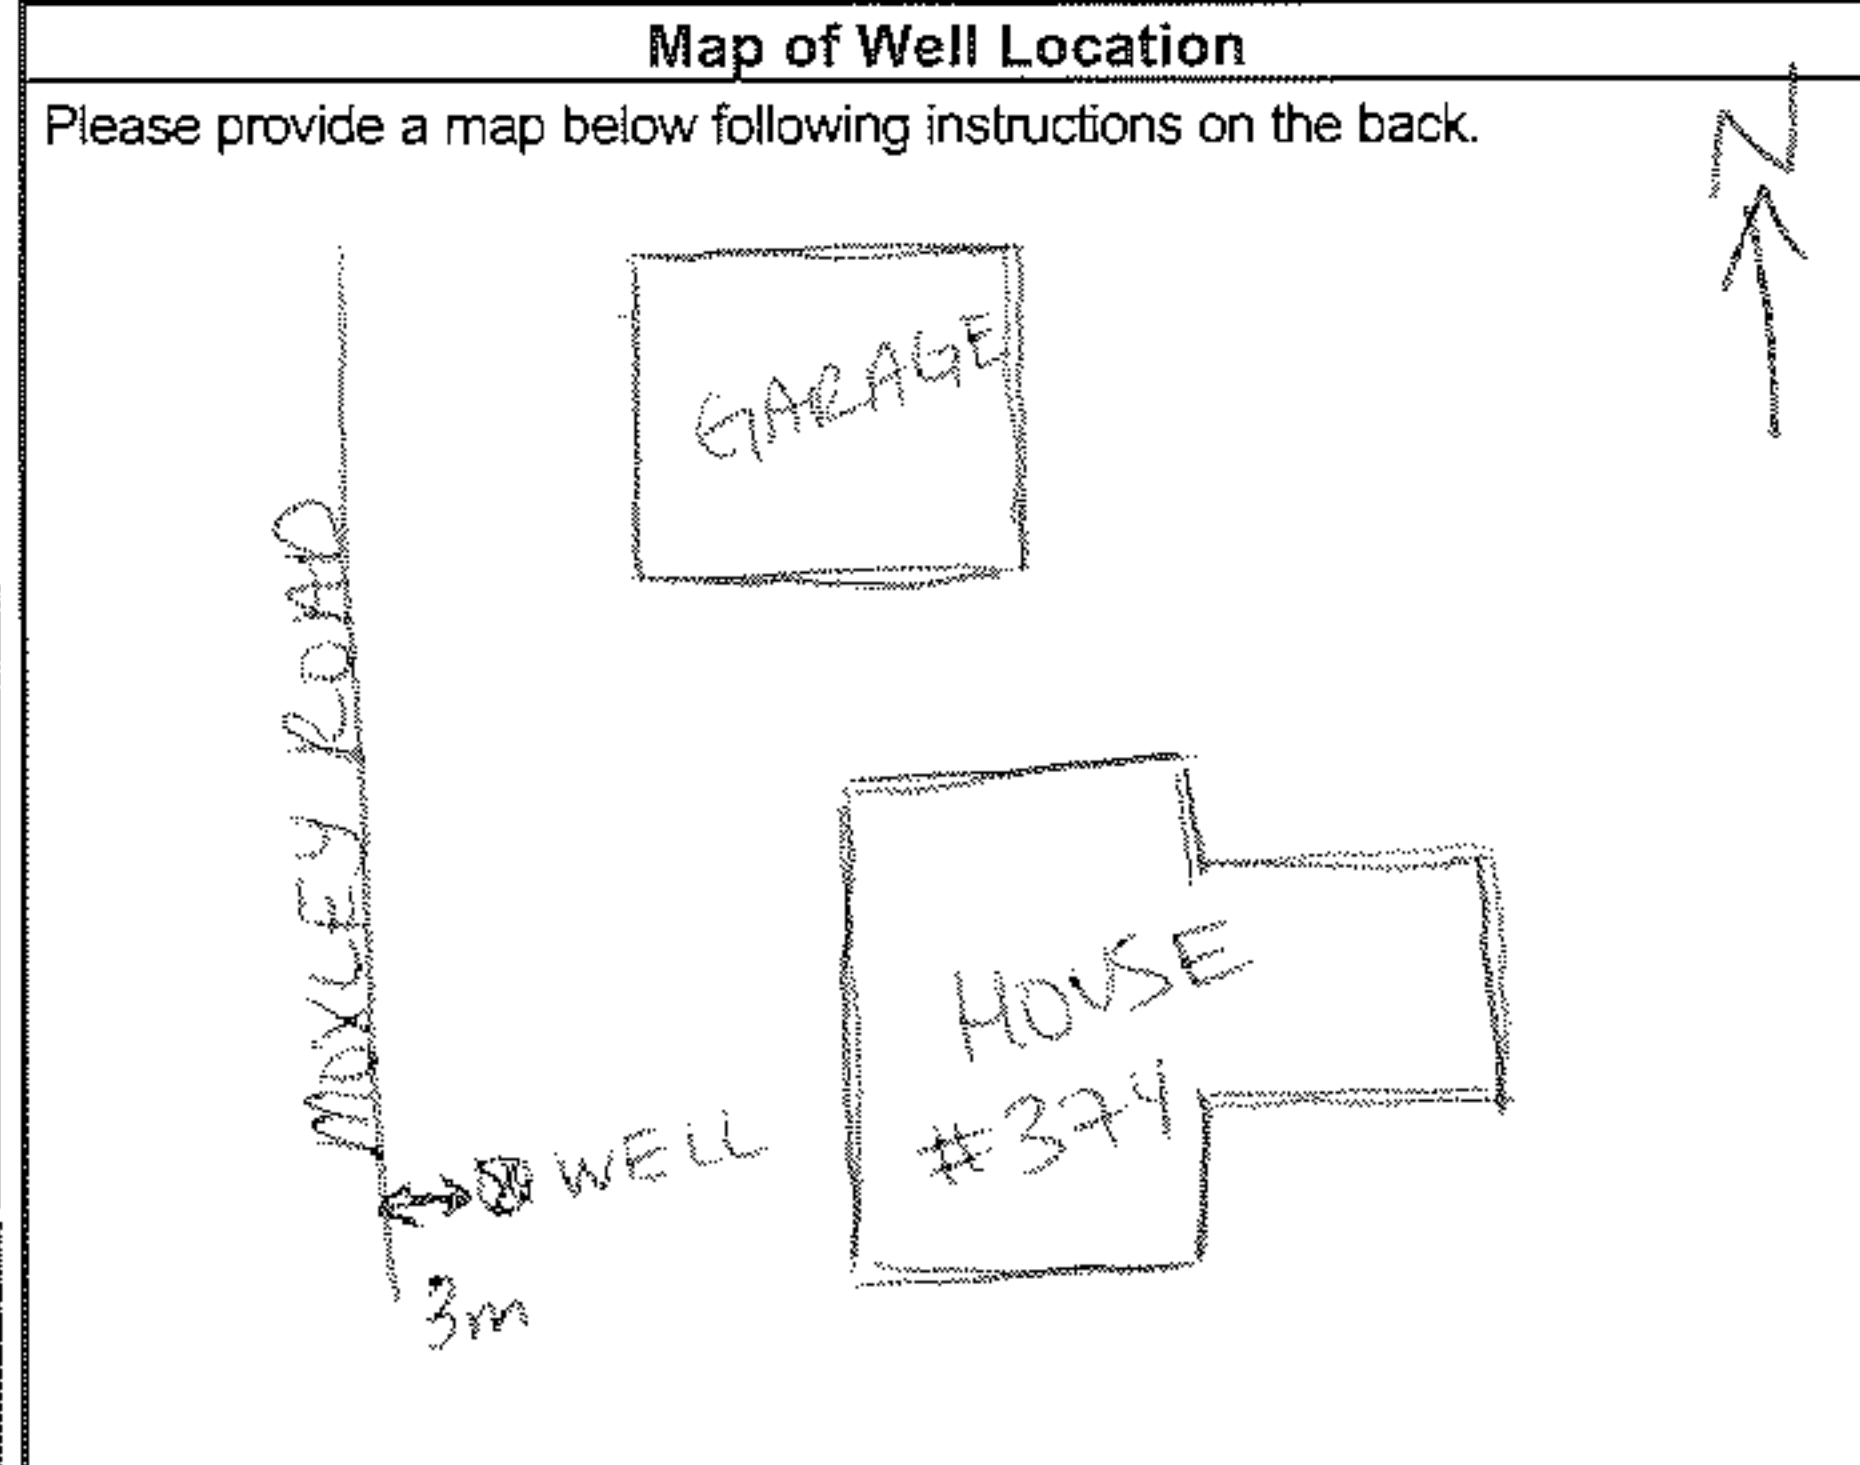 Map of Well Location
Please provide a map below following instructions on the back.
N
GARAGE
MOXLEY ROAD
HOUSE
#374
WELL
3m